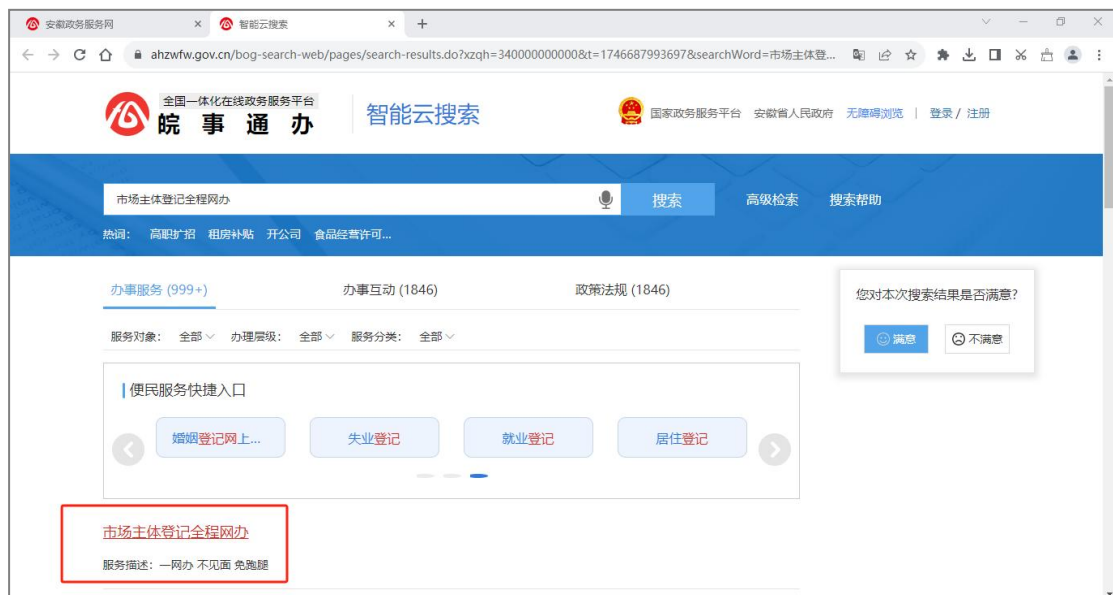 安徽政务服务网
智能云搜索
ahzwfw.gov.cn/bog-search-web/pages/search-results.do?xzqh=340000000000&t=1746687993697&searchWord=市场主体登...
全国一体化在线政务服务平台
皖事通办
智能云搜索
国家政务服务平台 安徽省人民政府 无障碍浏览 | 登录 / 注册
市场主体登记全程网办
搜索
高级检索
搜索帮助
热词: 高职扩招 租房补贴 开公司 食品经营许可...
办事服务 (999+)
办事互动 (1846)
政策法规 (1846)
您对本次搜索结果是否满意?
满意
不满意
服务对象: 全部 办理层级: 全部 服务分类: 全部
便民服务快捷入口
婚姻登记网上...
失业登记
就业登记
居住登记
市场主体登记全程网办
服务描述: 一网办 不见面 免跑腿